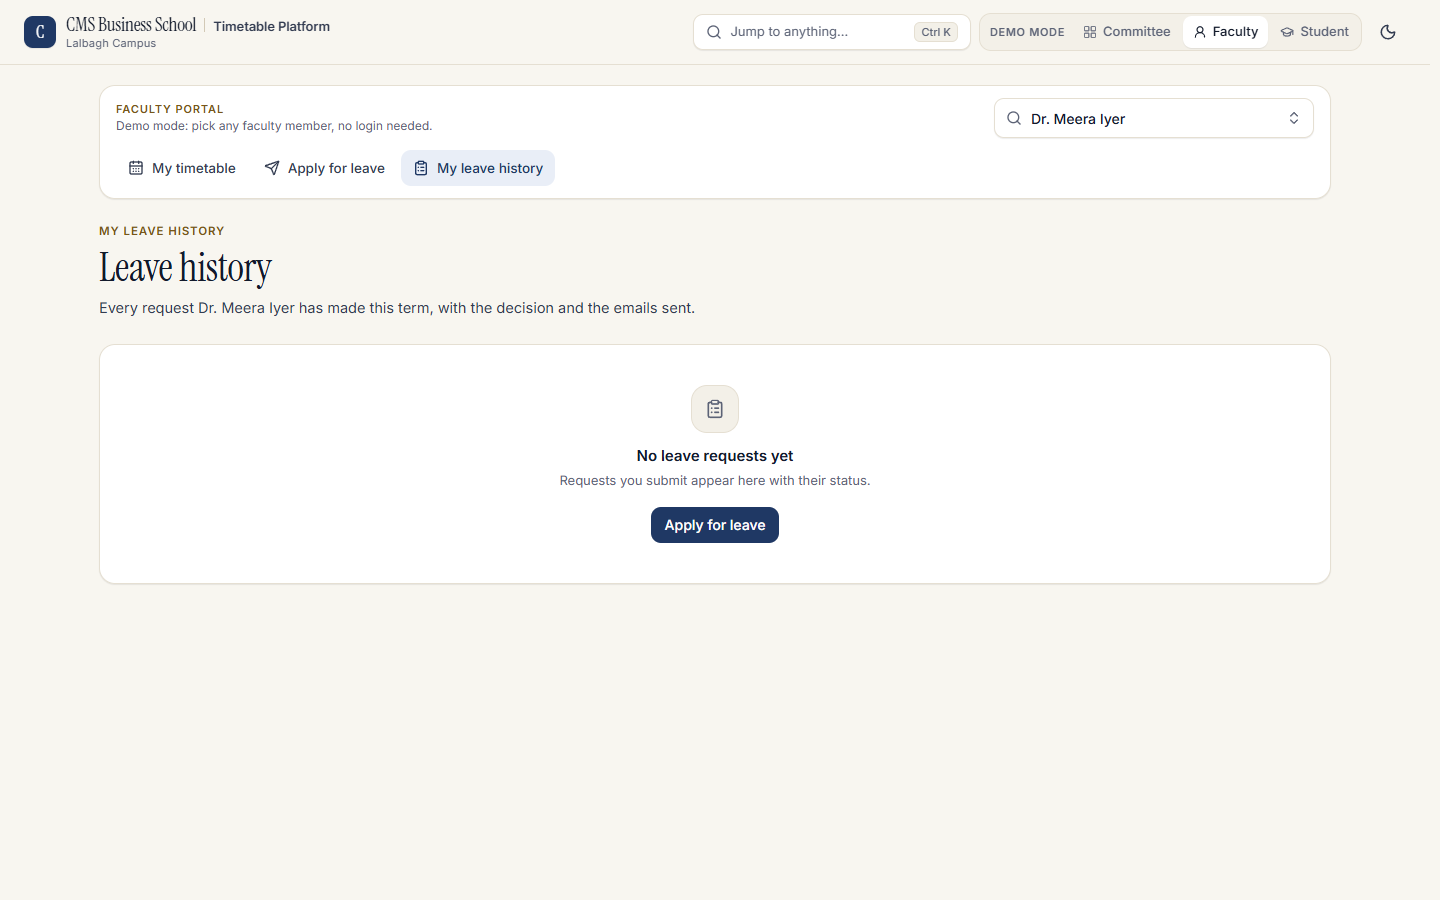 C
CMS Business School | Timetable Platform
Lalbagh Campus
Jump to anything... Ctrl K
DEMO MODE Committee Faculty Student
FACULTY PORTAL
Demo mode: pick any faculty member, no login needed.
Dr. Meera Iyer
My timetable Apply for leave My leave history
MY LEAVE HISTORY
Leave history
Every request Dr. Meera Iyer has made this term, with the decision and the emails sent.
No leave requests yet
Requests you submit appear here with their status.
Apply for leave